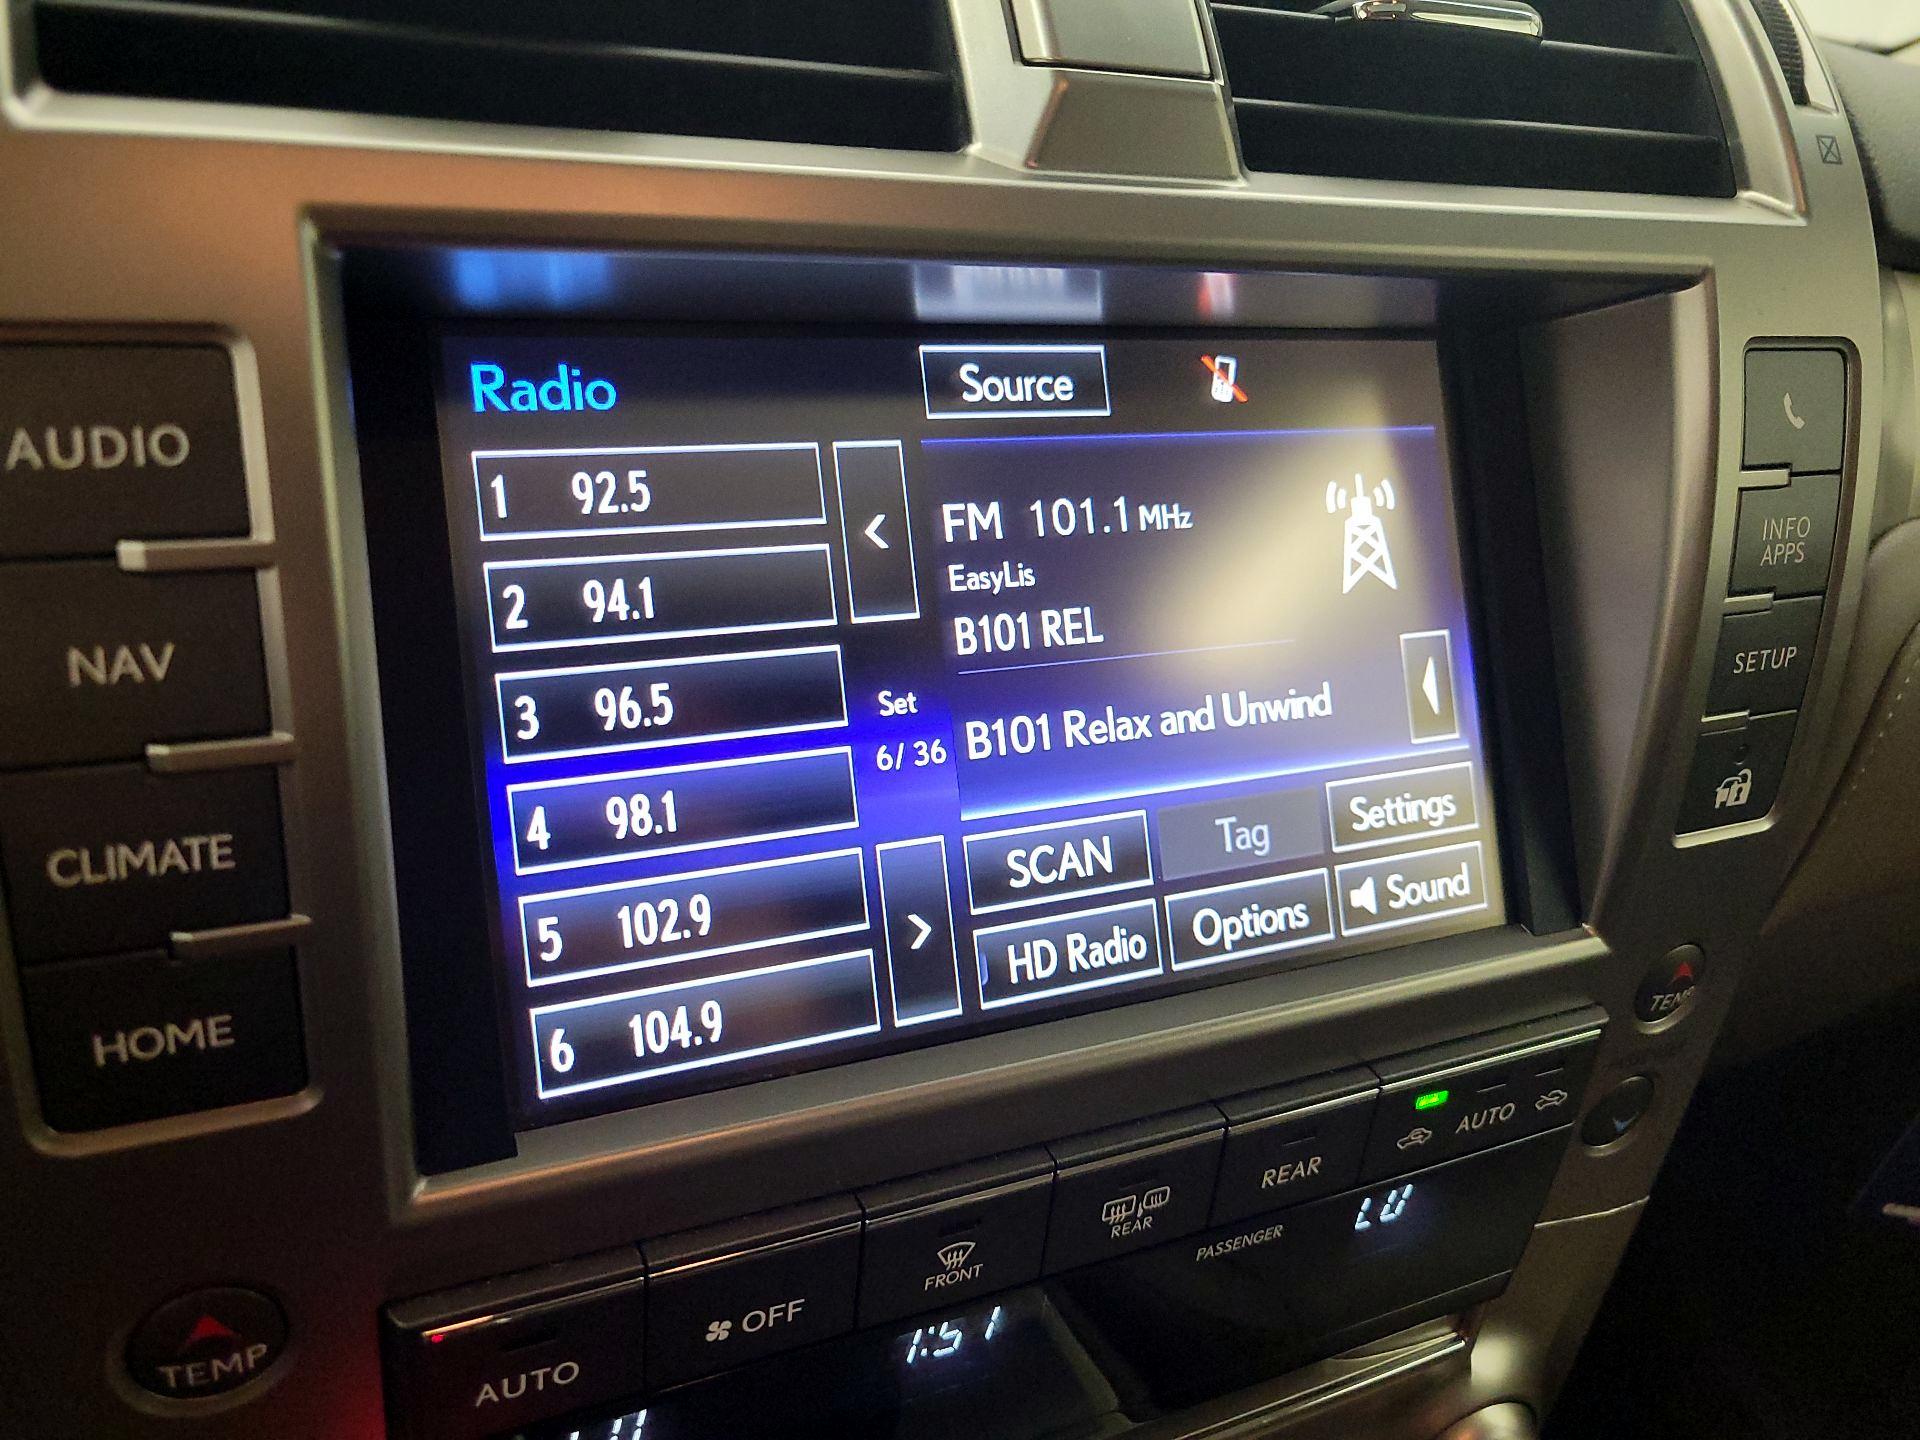 AUDIO
NAV
CLIMATE
HOME
Radio
Source
1 92.5
2 94.1
3 96.5
4 98.1
5 102.9
6 104.9
<
Set
6/ 36
>
FM 101.1 MHz
EasyLis
B101 REL
B101 Relax and Unwind
SCAN
Tag
Settings
HD Radio
Options
Sound
INFO
APPS
SETUP
TEMP
TEMP
AUTO
OFF
FRONT
REAR
REAR
AUTO
PASSENGER
LO
1:51